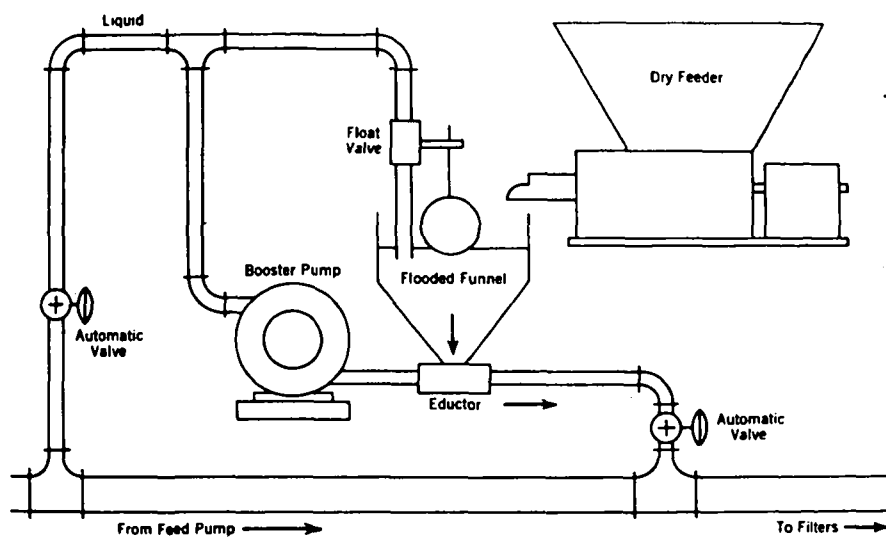 Liquid
Dry Feeder
Float
Valve
Booster Pump
Flooded Funnel
Automatic
Valve
Eductor
Automatic
Valve
From Feed Pump
To Filters